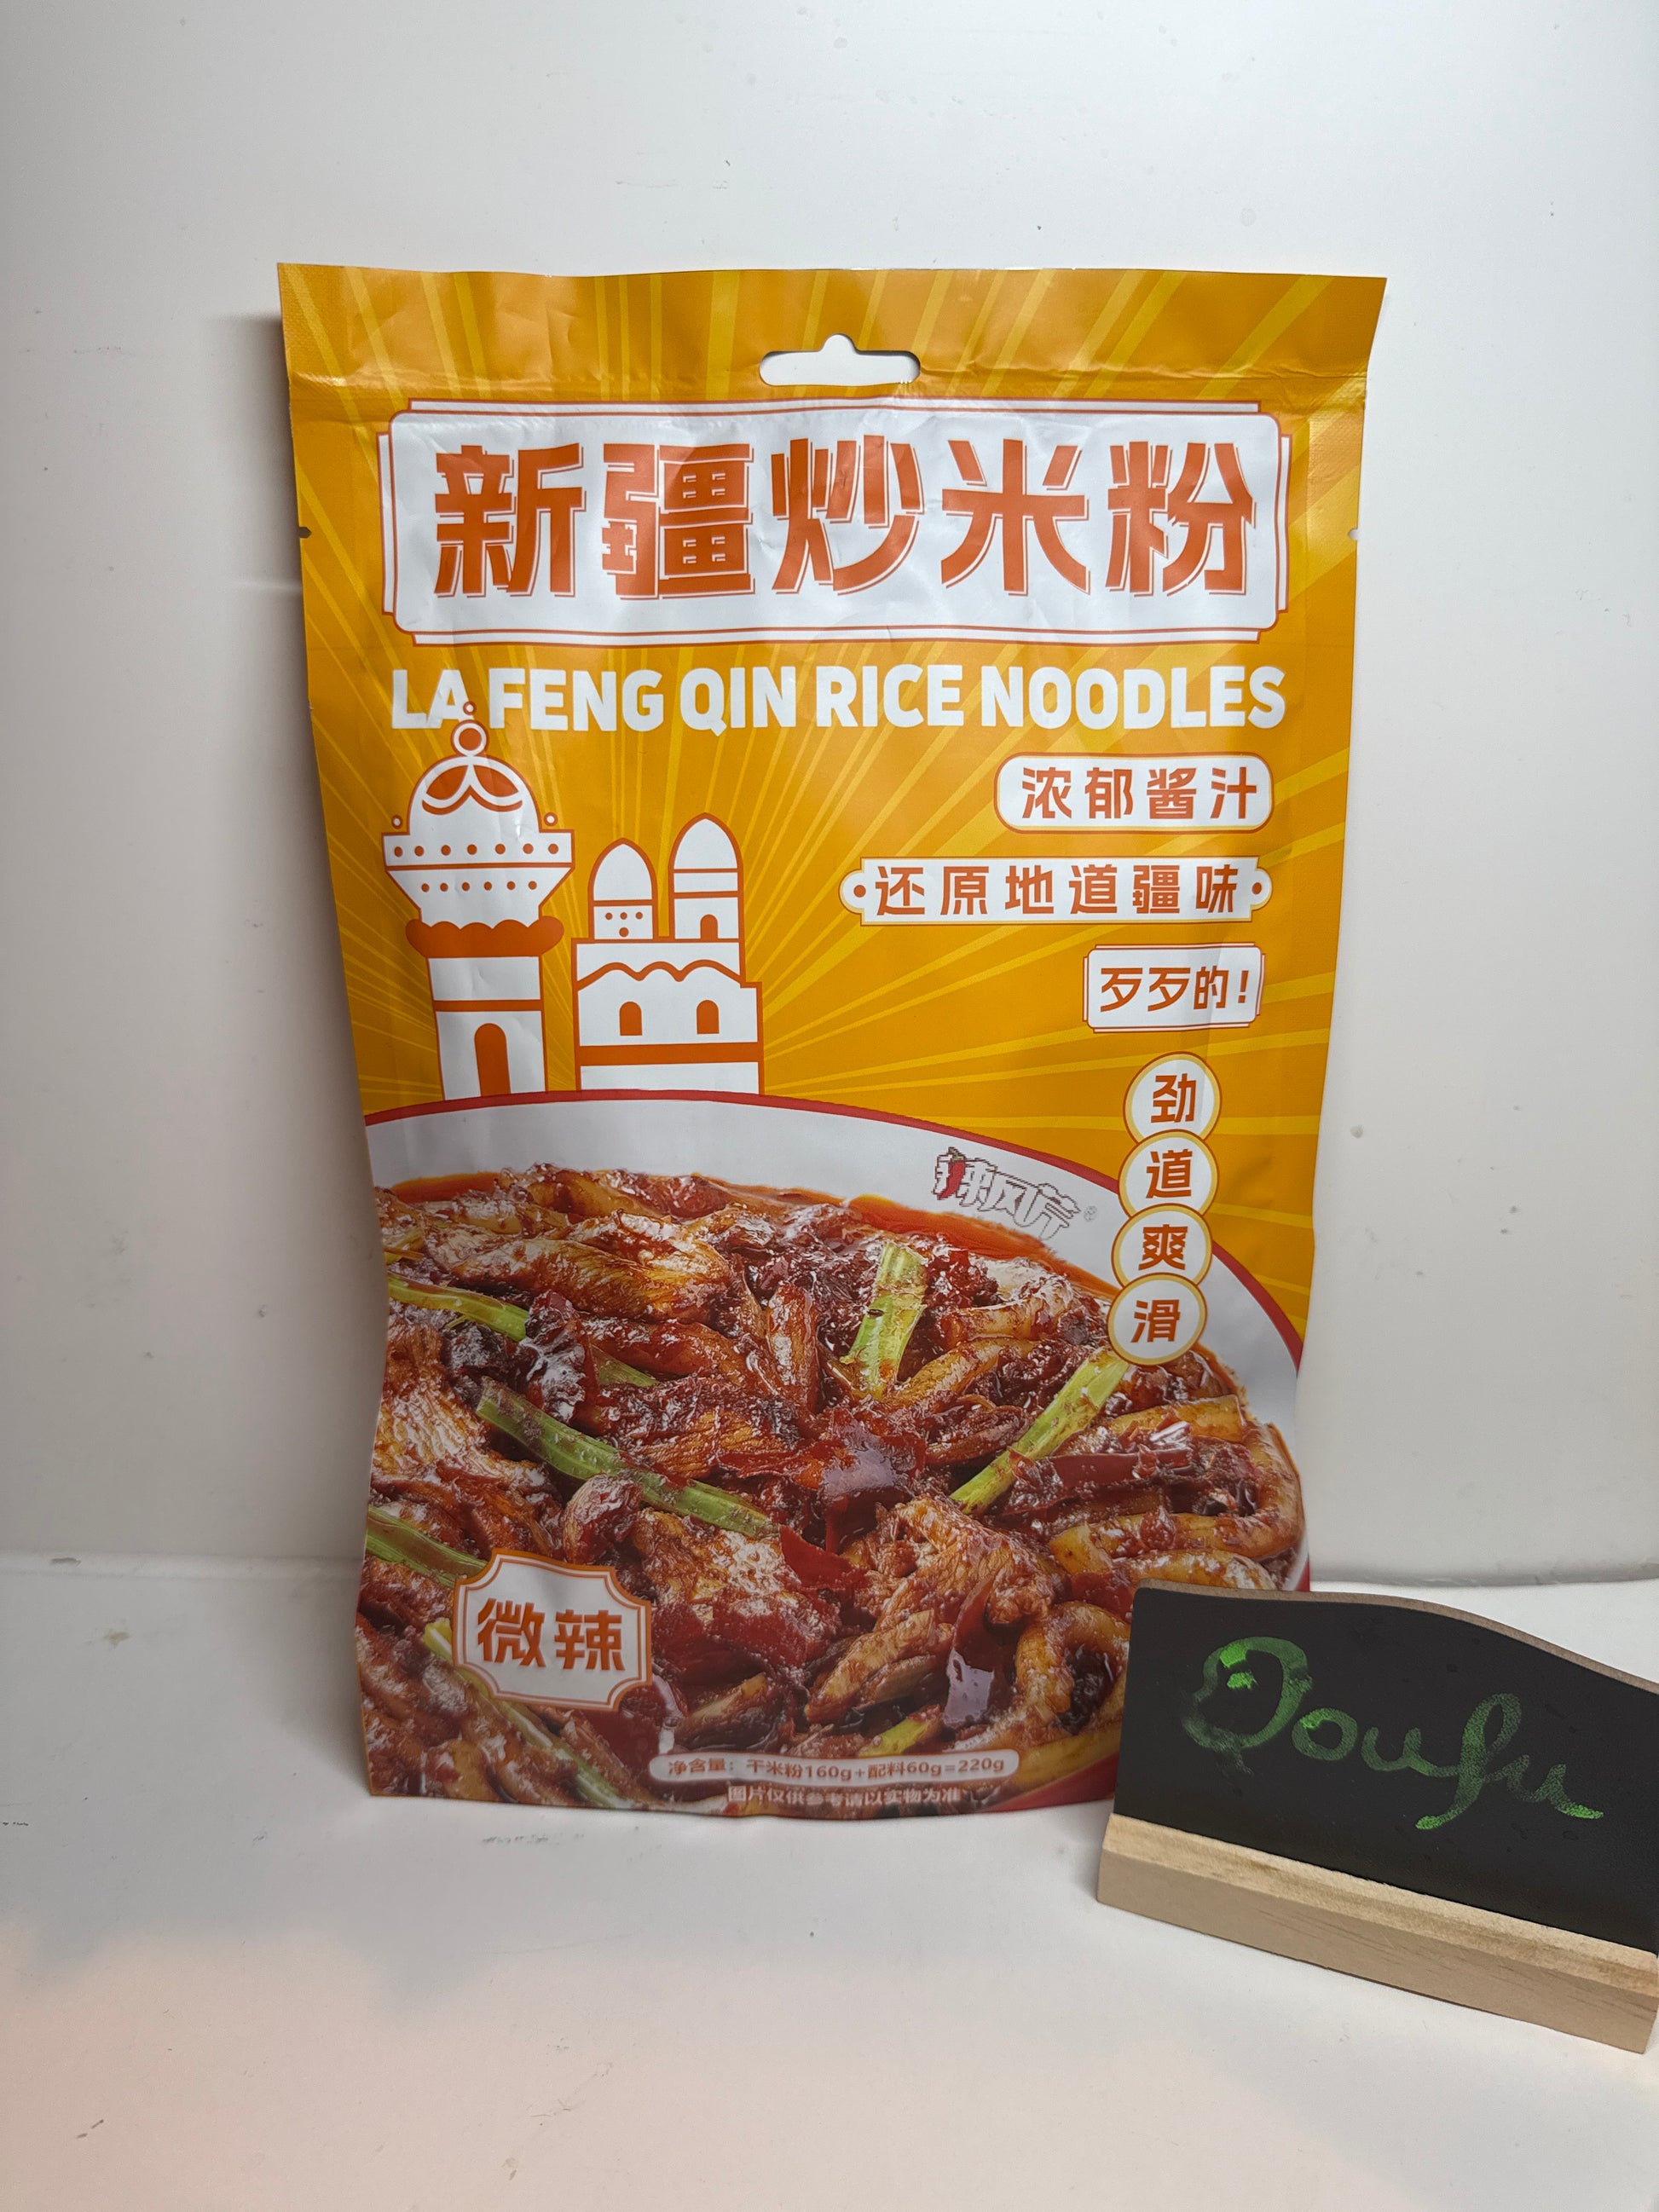 新疆炒米粉
LA FENG QIN RICE NOODLES
浓郁酱汁
还原地道疆味
歹歹的!
劲道爽滑
辣风芹®
微辣
净含量:干米粉160g+配料60g=220g
图片仅供参考请以实物为准
Doufu